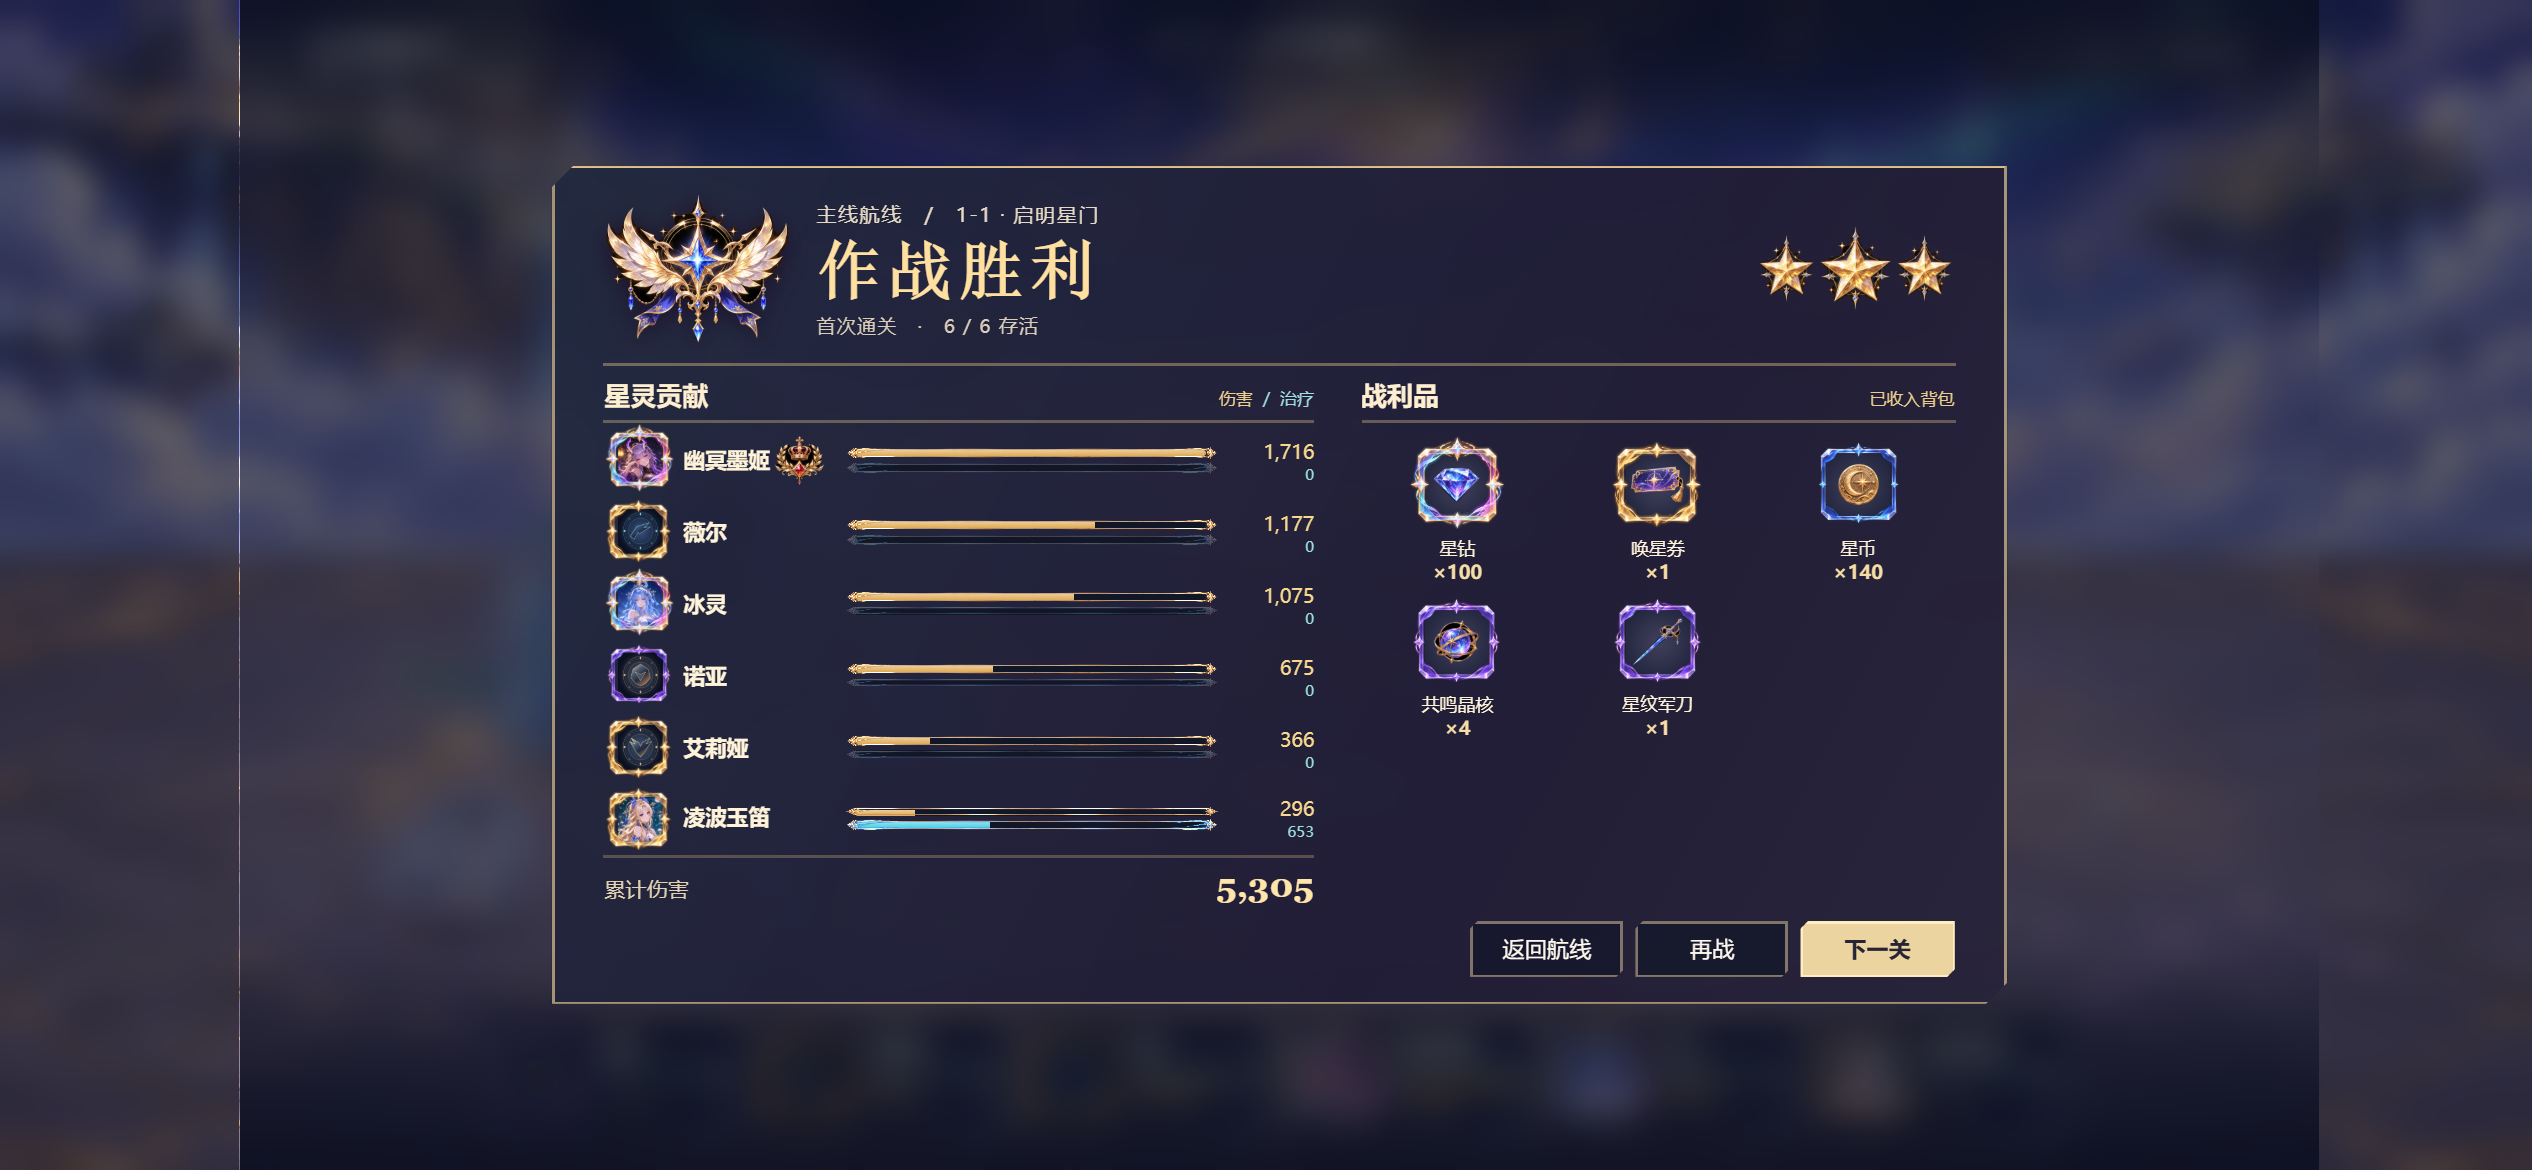 主线航线 / 1-1 · 启明星门
作战胜利
首次通关 · 6 / 6 存活
星灵贡献
伤害 / 治疗
幽冥墨姬
1,716
0
薇尔
1,177
0
冰灵
1,075
0
诺亚
675
0
艾莉娅
366
0
凌波玉笛
296
653
累计伤害
5,305
战利品
已收入背包
星钻
×100
唤星券
×1
星币
×140
共鸣晶核
×4
星纹军刀
×1
返回航线
再战
下一关